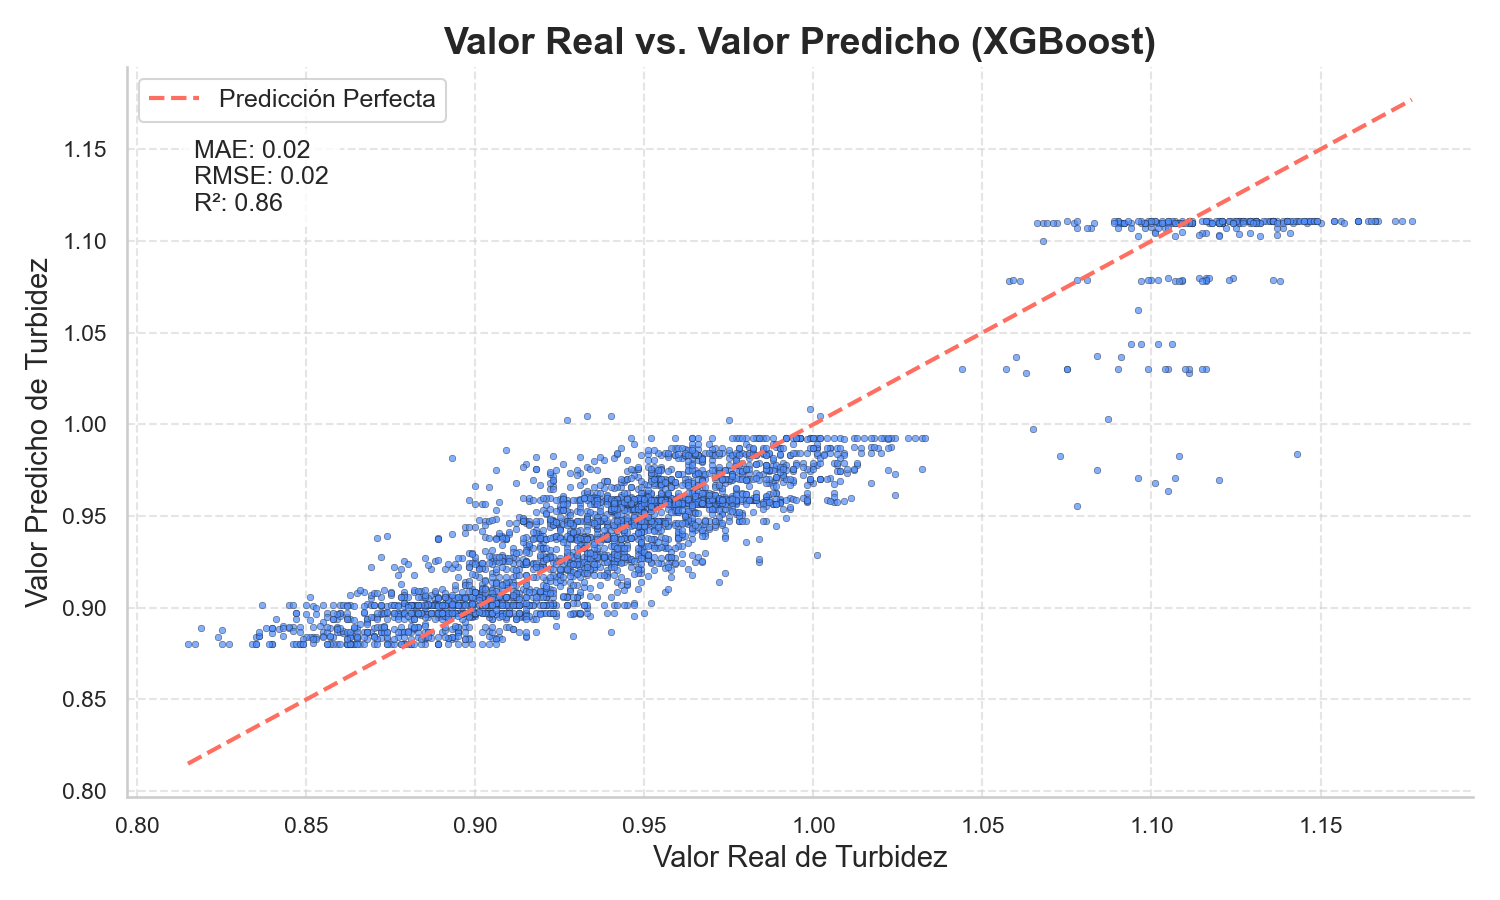 Valor Real vs. Valor Predicho (XGBoost)
Predicción Perfecta
MAE: 0.02
RMSE: 0.02
R²: 0.86
Valor Predicho de Turbidez
1.15
1.10
1.05
1.00
0.95
0.90
0.85
0.80
0.80 0.85 0.90 0.95 1.00 1.05 1.10 1.15
Valor Real de Turbidez